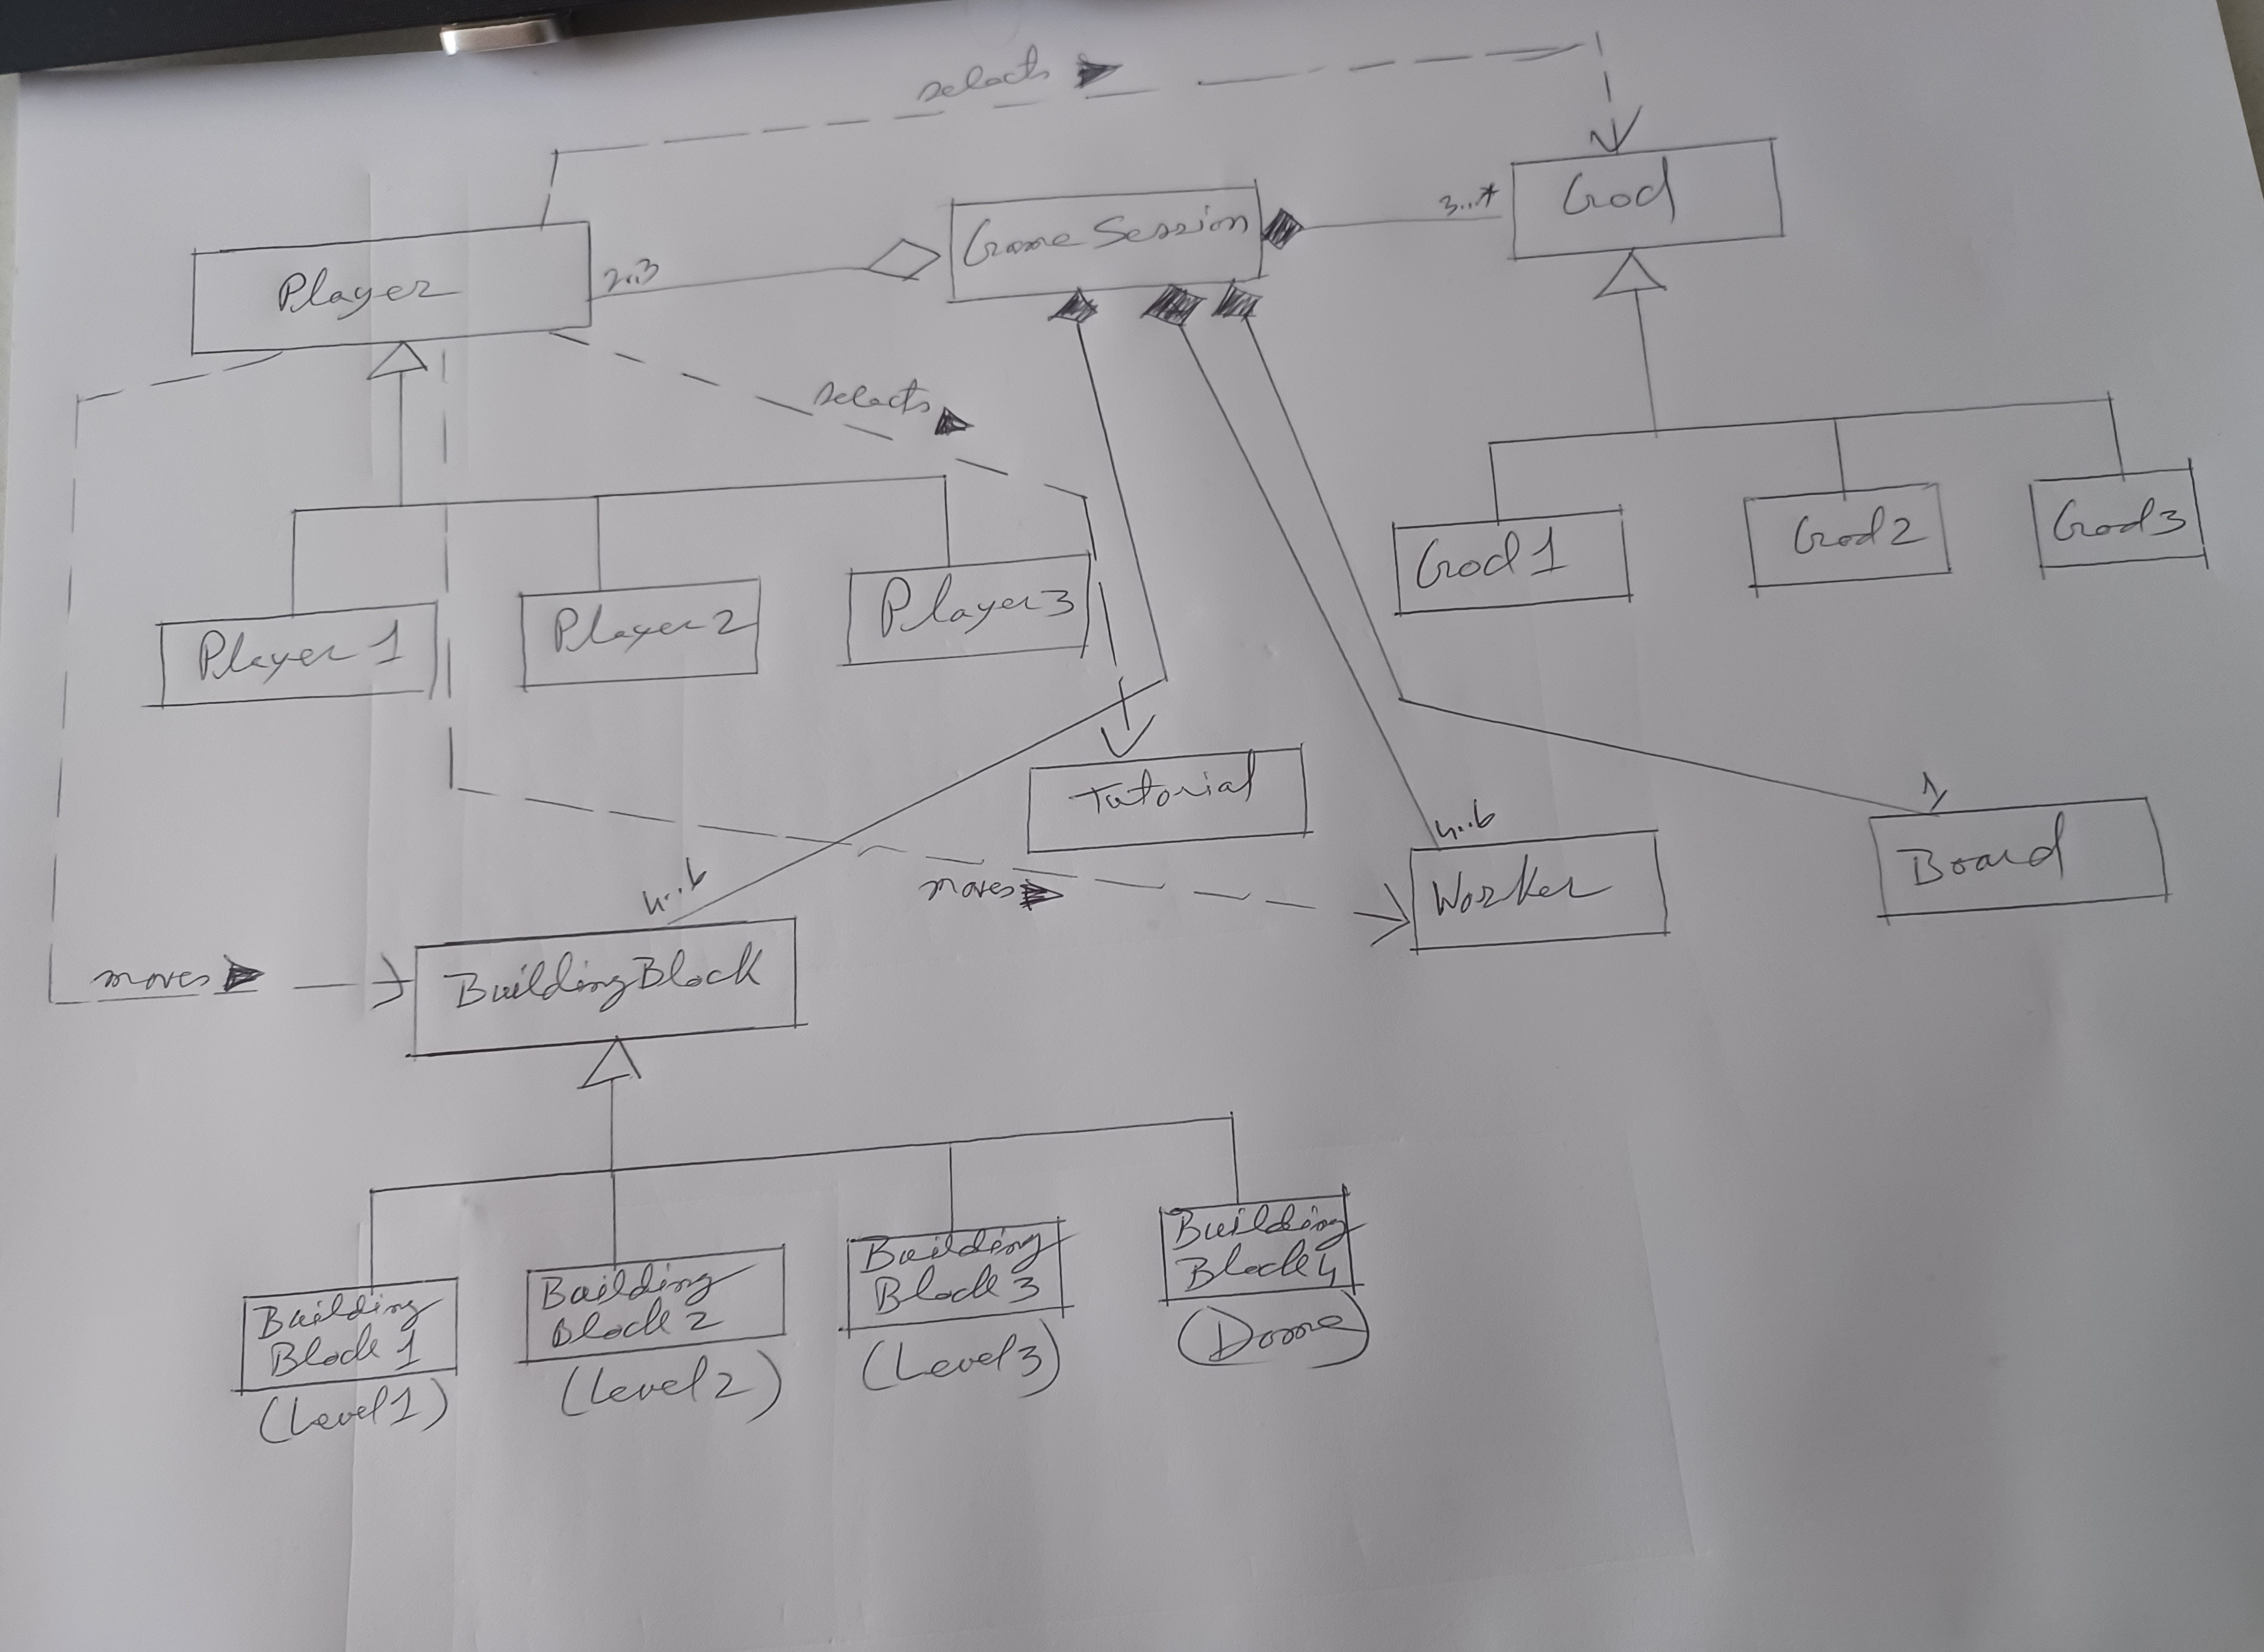 selects
God
3...*
GameSession
Player
2..3
selects
God 1
God 2
God 3
Player 1
Player 2
Player 3
Tutorial
1
4..6
Board
Worker
moves
4..6
BuildingBlock
moves
Building
Block 1
(Level 1)
Building
Block 2
(Level 2)
Building
Block 3
(Level 3)
Building
Block 4
(Dome)